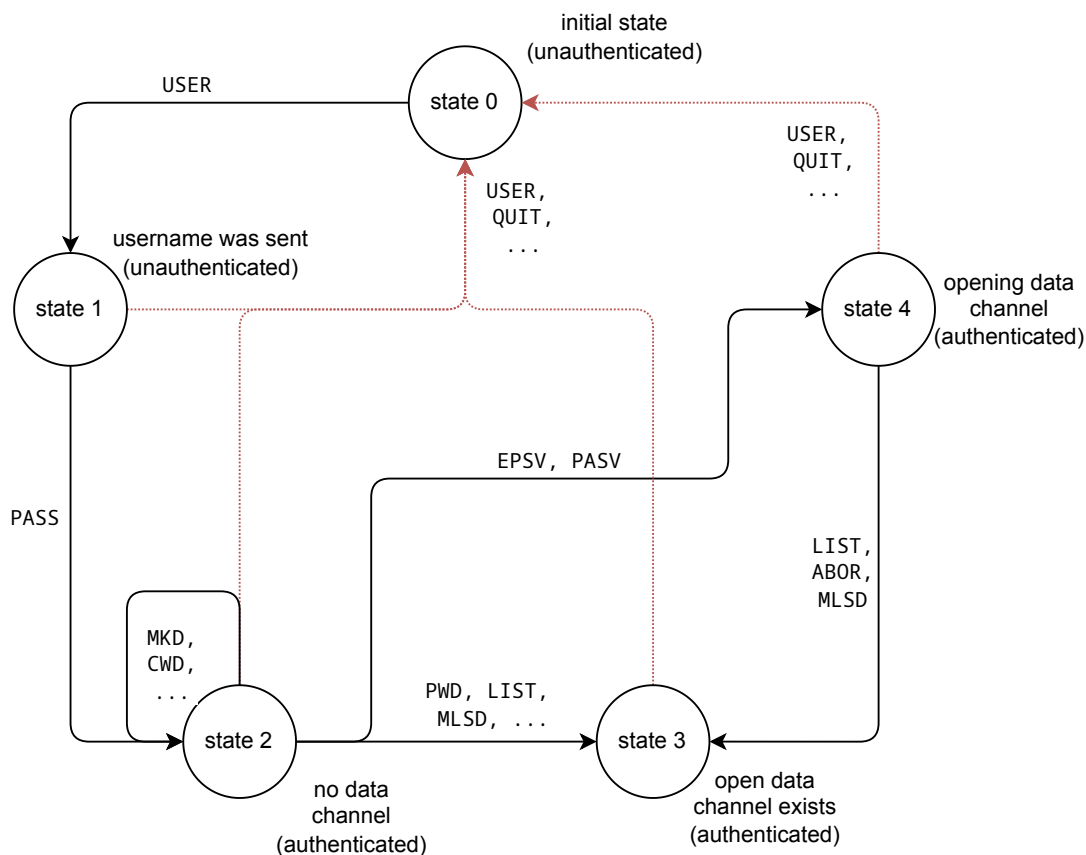 initial state
(unauthenticated)
USER
state 0
USER,
QUIT,
...
USER,
QUIT,
...
username was sent
(unauthenticated)
state 1
state 4
opening data
channel
(authenticated)
EPSV, PASV
PASS
LIST,
ABOR,
MLSD
MKD,
CWD,
...
PWD, LIST,
MLSD, ...
state 2
state 3
no data
channel
(authenticated)
open data
channel exists
(authenticated)